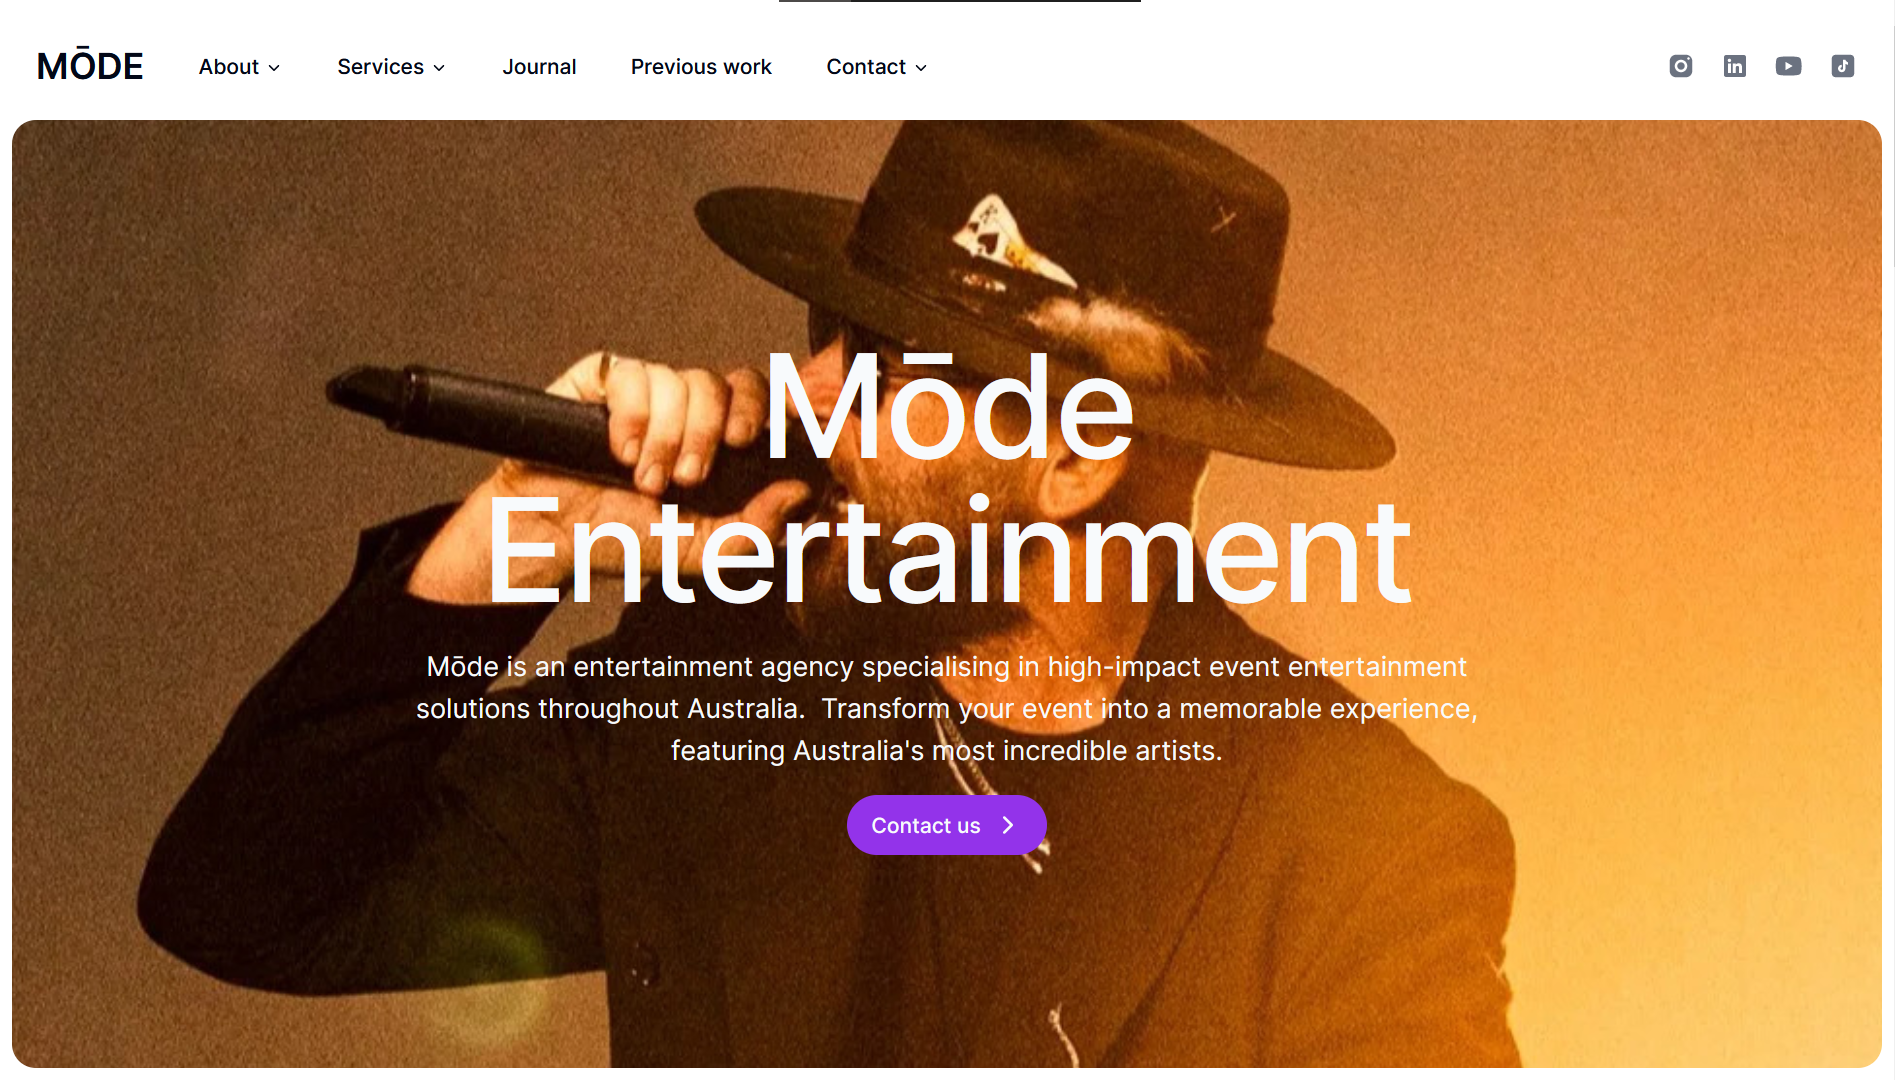 MŌDE
About
Services
Journal
Previous work
Contact
Mōde
Entertainment
Mōde is an entertainment agency specialising in high-impact event entertainment
solutions throughout Australia.  Transform your event into a memorable experience,
featuring Australia's most incredible artists.
Contact us